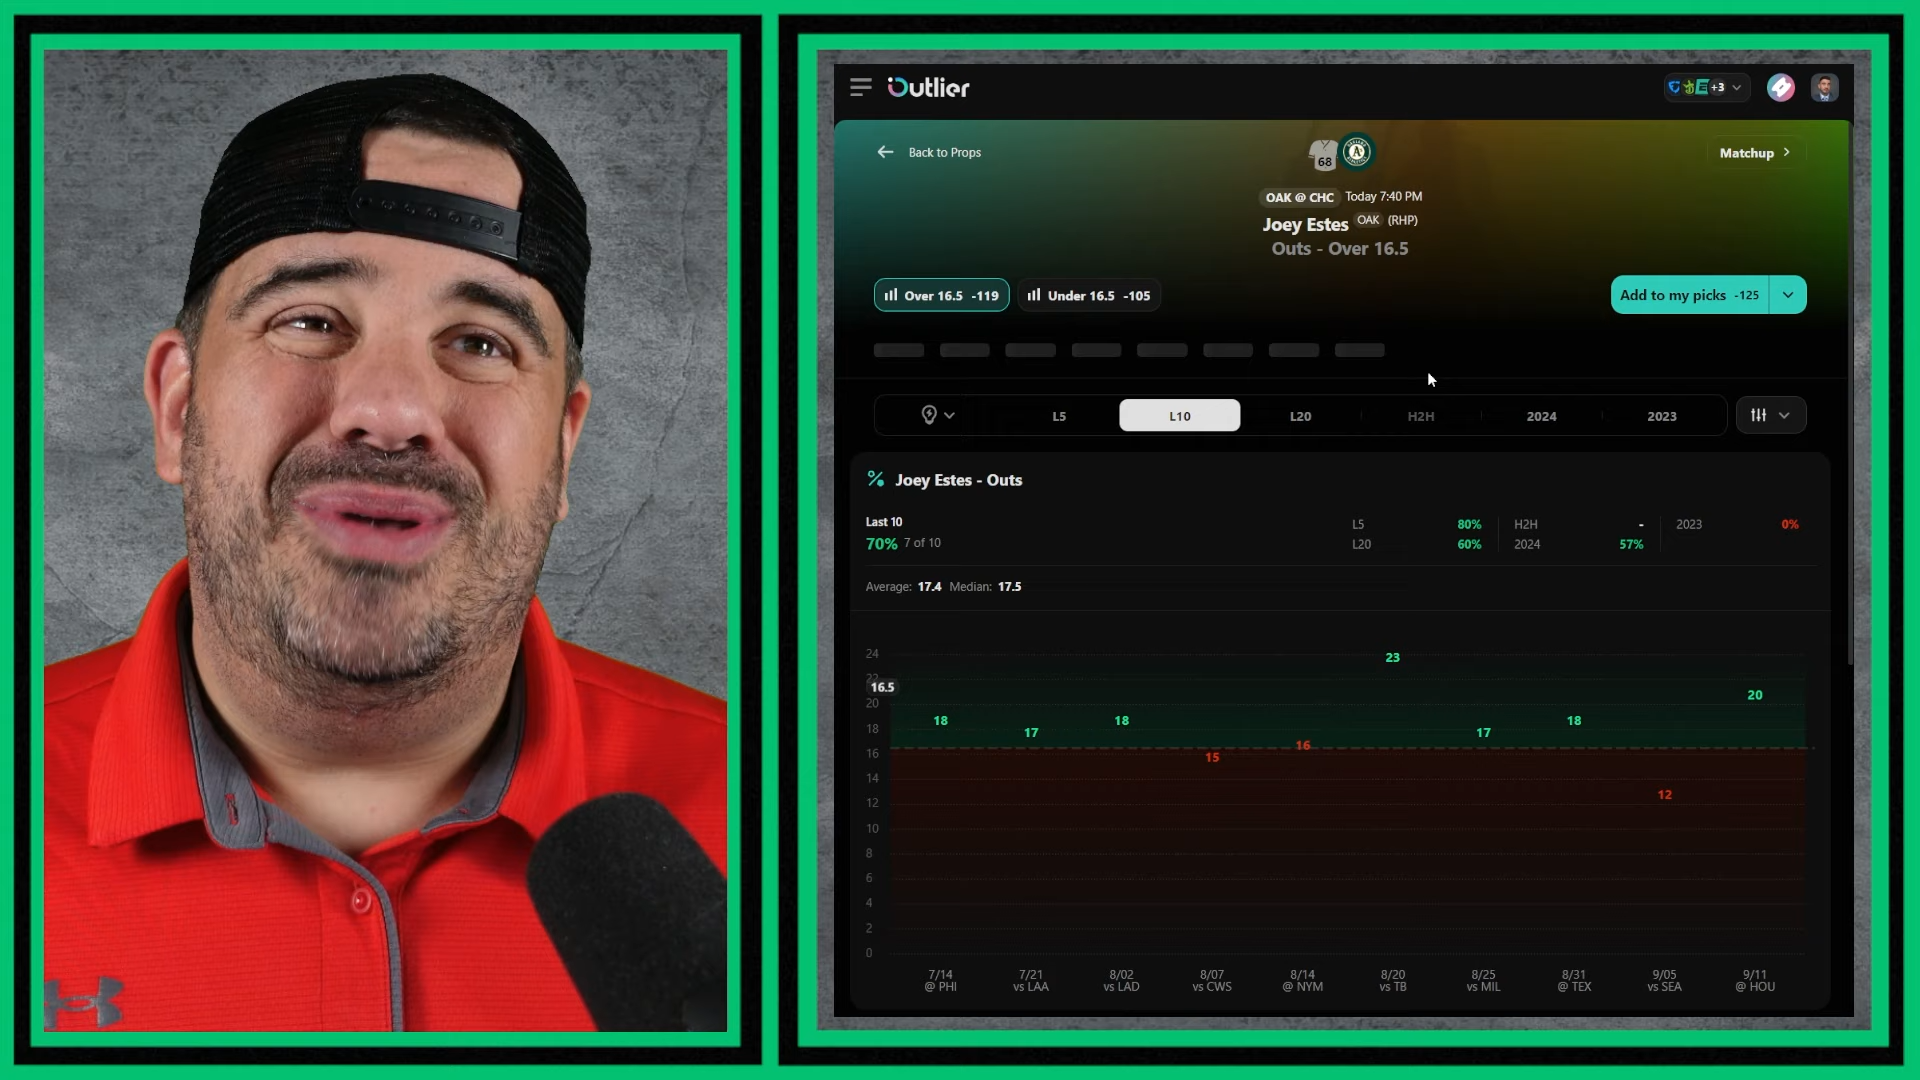 Outlier
+3
Back to Props
68
A
Matchup
OAK @ CHC Today 7:40 PM
Joey Estes OAK (RHP)
Outs - Over 16.5
Over 16.5 -119
Under 16.5 -105
Add to my picks -125
L5
L10
L20
H2H
2024
2023
Joey Estes - Outs
Last 10
70% 7 of 10
L5 80%
L20 60%
H2H -
2024 57%
2023 0%
Average: 17.4 Median: 17.5
24
22
16.5
20
18
16
14
12
10
8
6
4
2
0
18
17
18
15
16
23
17
18
12
20
7/14
@ PHI
7/21
vs LAA
8/02
vs LAD
8/07
vs CWS
8/14
@ NYM
8/20
vs TB
8/25
vs MIL
8/31
@ TEX
9/05
vs SEA
9/11
@ HOU